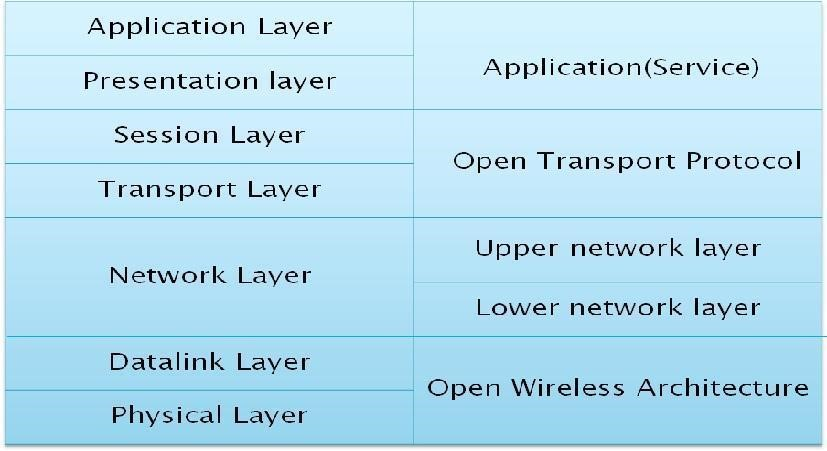 Application Layer
Presentation layer
Application(Service)
Session Layer
Transport Layer
Open Transport Protocol
Network Layer
Upper network layer
Lower network layer
Datalink Layer
Physical Layer
Open Wireless Architecture